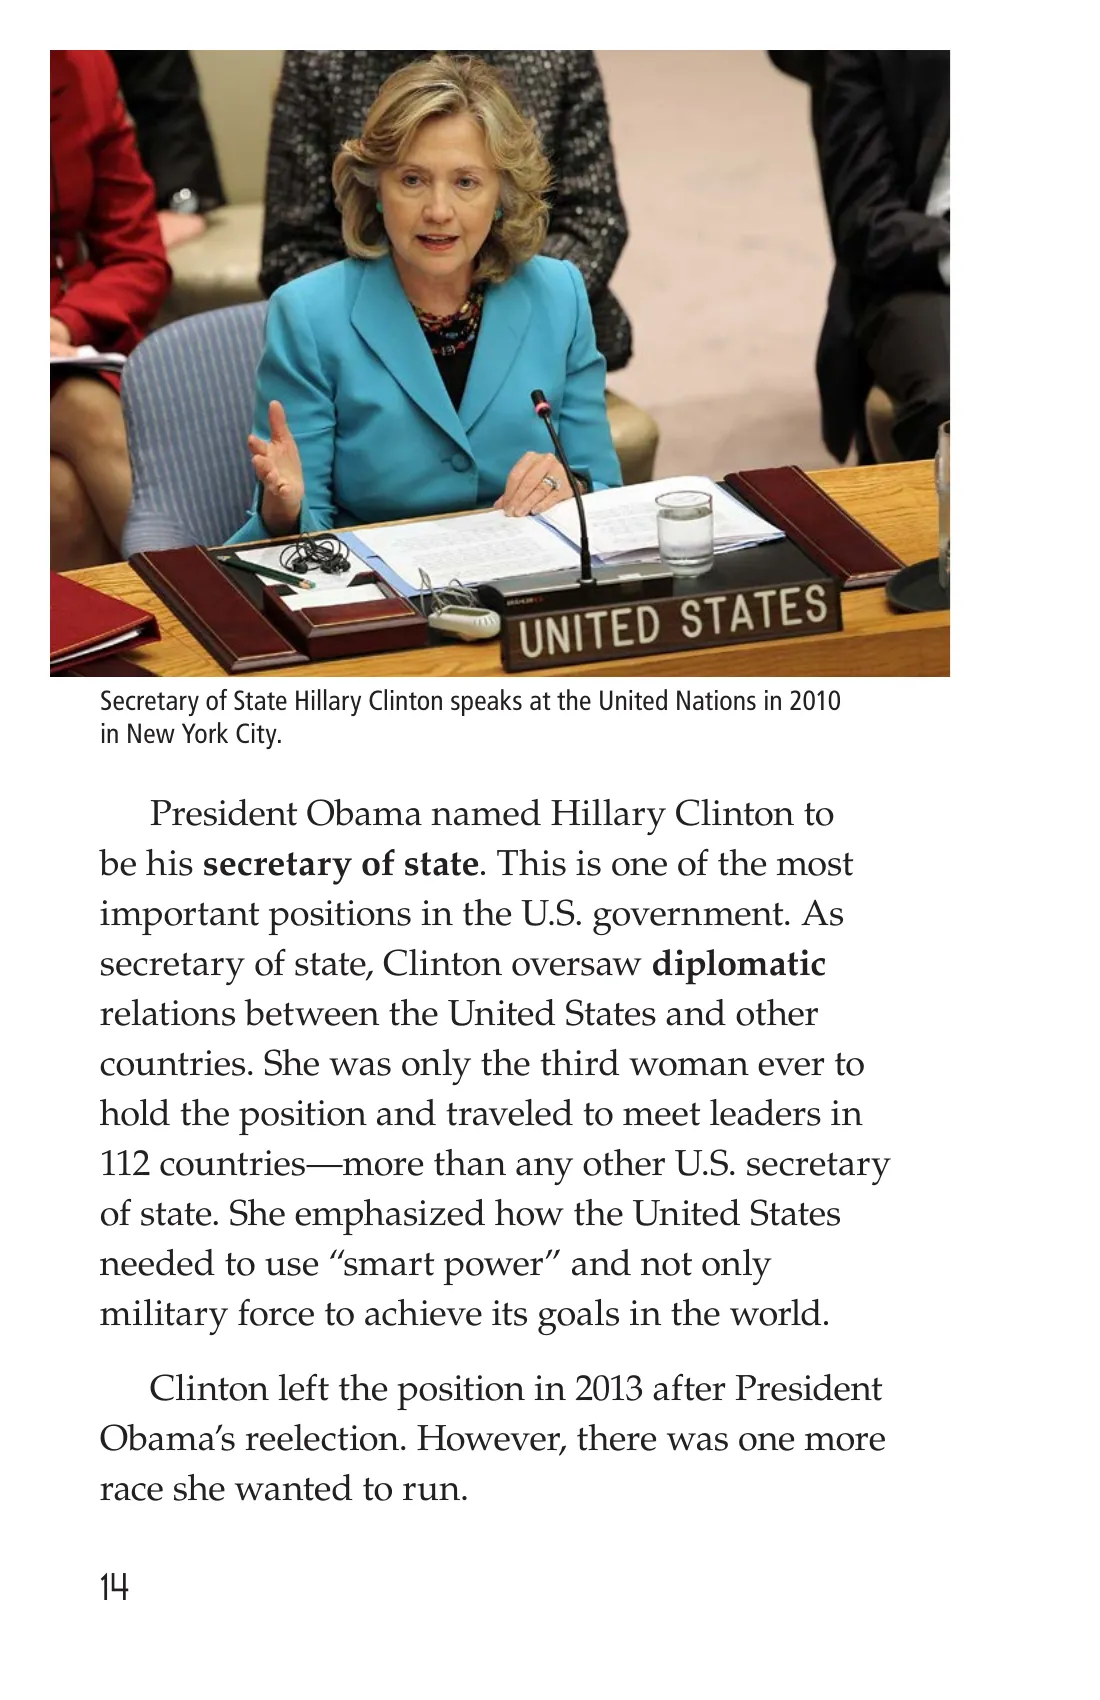 UNITED STATES
Secretary of State Hillary Clinton speaks at the United Nations in 2010
in New York City.
President Obama named Hillary Clinton to
be his secretary of state. This is one of the most
important positions in the U.S. government. As
secretary of state, Clinton oversaw diplomatic
relations between the United States and other
countries. She was only the third woman ever to
hold the position and traveled to meet leaders in
112 countries—more than any other U.S. secretary
of state. She emphasized how the United States
needed to use “smart power” and not only
military force to achieve its goals in the world.
Clinton left the position in 2013 after President
Obama’s reelection. However, there was one more
race she wanted to run.
14